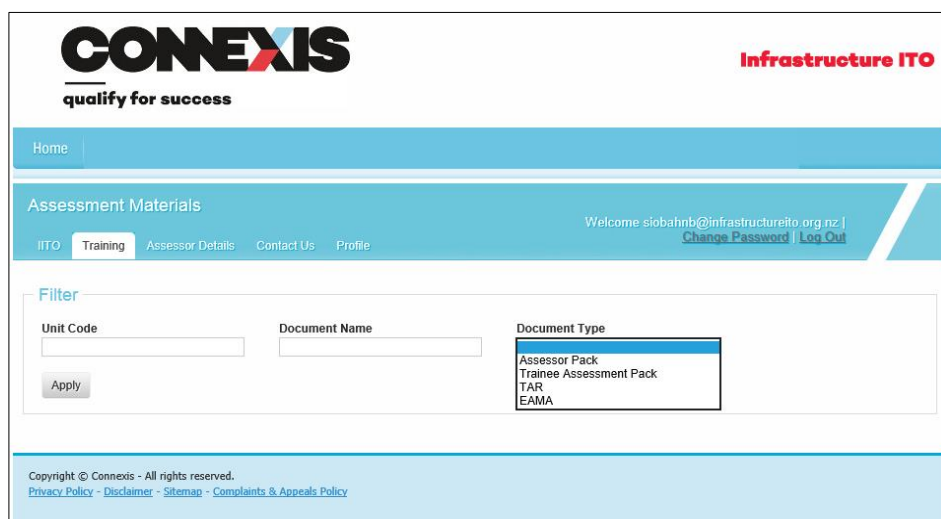 CONNEXIS
qualify for success
Infrastructure ITO
Home
Assessment Materials
Welcome siobahnb@infrastructureito.org.nz |
Change Password | Log Out
IITO Training Assessor Details Contact Us Profile
Filter
Unit Code Document Name Document Type
Assessor Pack
Trainee Assessment Pack
TAR
EAMA
Apply
Copyright © Connexis - All rights reserved.
Privacy Policy - Disclaimer - Sitemap - Complaints & Appeals Policy